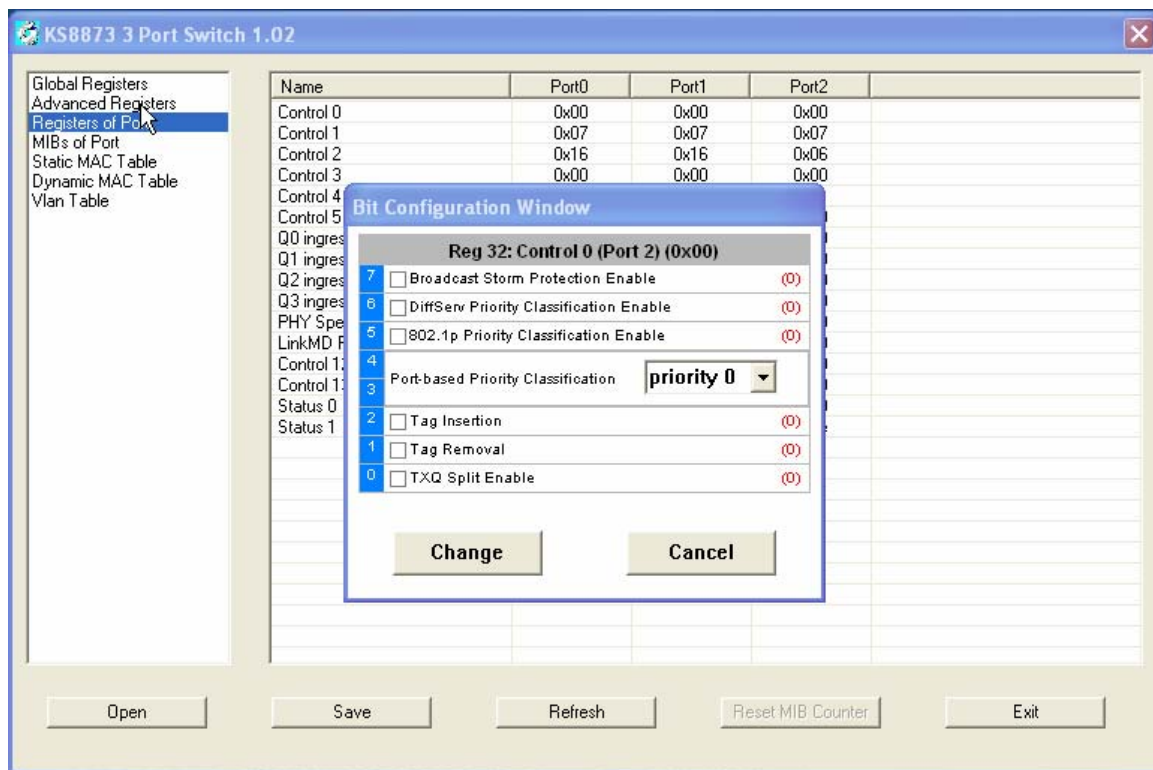 KS8873 3 Port Switch 1.02
Global Registers
Advanced Registers
Registers of Port
MIBs of Port
Static MAC Table
Dynamic MAC Table
Vlan Table
Name Port0 Port1 Port2
Control 0 0x00 0x00 0x00
Control 1 0x07 0x07 0x07
Control 2 0x16 0x16 0x06
Control 3 0x00 0x00 0x00
Control 4
Control 5
Q0 ingres
Q1 ingres
Q2 ingres
Q3 ingres
PHY Spe
LinkMD
Control
Control
Status 0
Status 1
Bit Configuration Window
Reg 32: Control 0 (Port 2) (0x00)
7 Broadcast Storm Protection Enable (0)
6 DiffServ Priority Classification Enable (0)
5 802.1p Priority Classification Enable (0)
4
3 Port-based Priority Classification priority 0
2 Tag Insertion (0)
1 Tag Removal (0)
0 TXQ Split Enable (0)
Change Cancel
Open Save Refresh Reset MIB Counter Exit